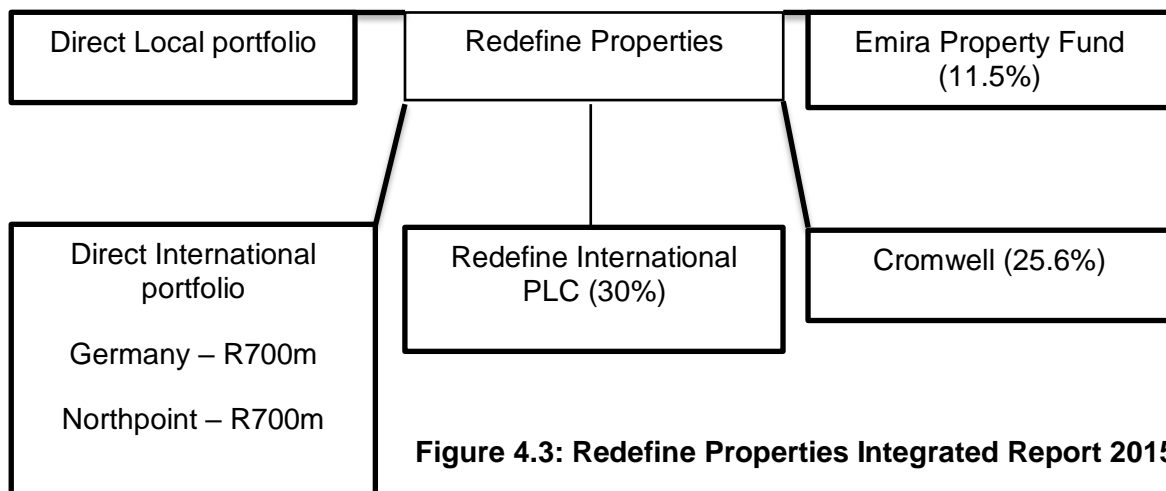 Direct Local portfolio
Redefine Properties
Emira Property Fund
(11.5%)
Direct International
portfolio
Germany – R700m
Northpoint – R700m
Redefine International
PLC (30%)
Cromwell (25.6%)
Figure 4.3: Redefine Properties Integrated Report 2015